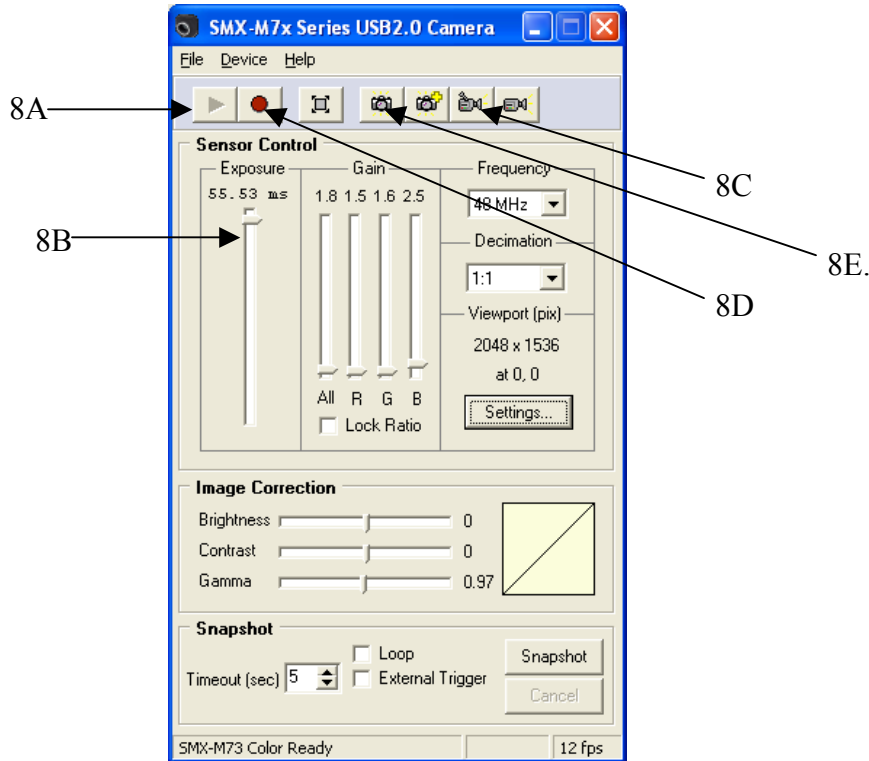 SMX-M7x Series USB2.0 Camera
File Device Help
8A
Sensor Control
Exposure
55.53 ms
8B
Gain
1.8 1.5 1.6 2.5
All R G B
Lock Ratio
Frequency
48 MHz
Decimation
1:1
Viewport (pix)
2048 x 1536
at 0, 0
Settings...
8C
8E.
8D
Image Correction
Brightness 0
Contrast 0
Gamma 0.97
Snapshot
Timeout (sec) 5
Loop
External Trigger
Snapshot
Cancel
SMX-M73 Color Ready 12 fps